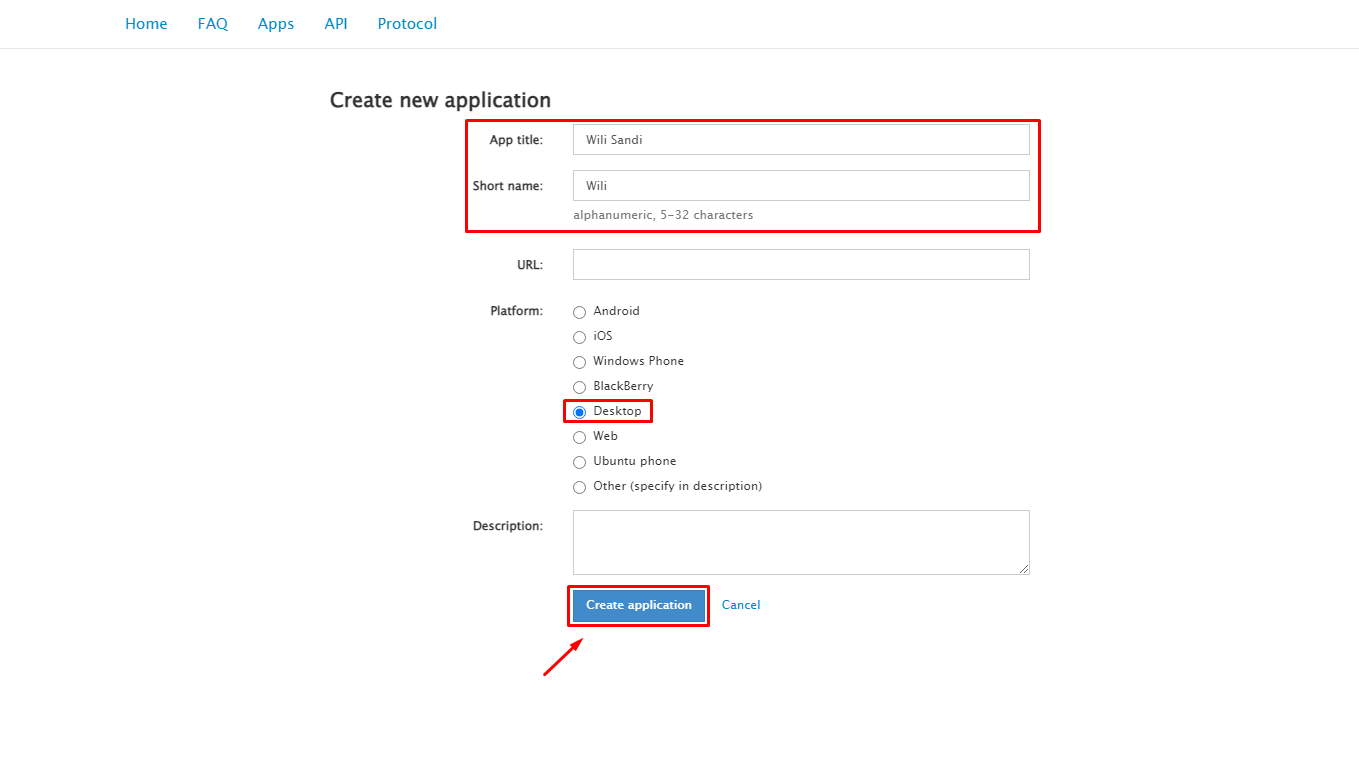 Home FAQ Apps API Protocol
Create new application
App title: Wili Sandi
Short name: Wili
alphanumeric, 5-32 characters
URL:
Platform: Android
iOS
Windows Phone
BlackBerry
Desktop
Web
Ubuntu phone
Other (specify in description)
Description:
Create application Cancel